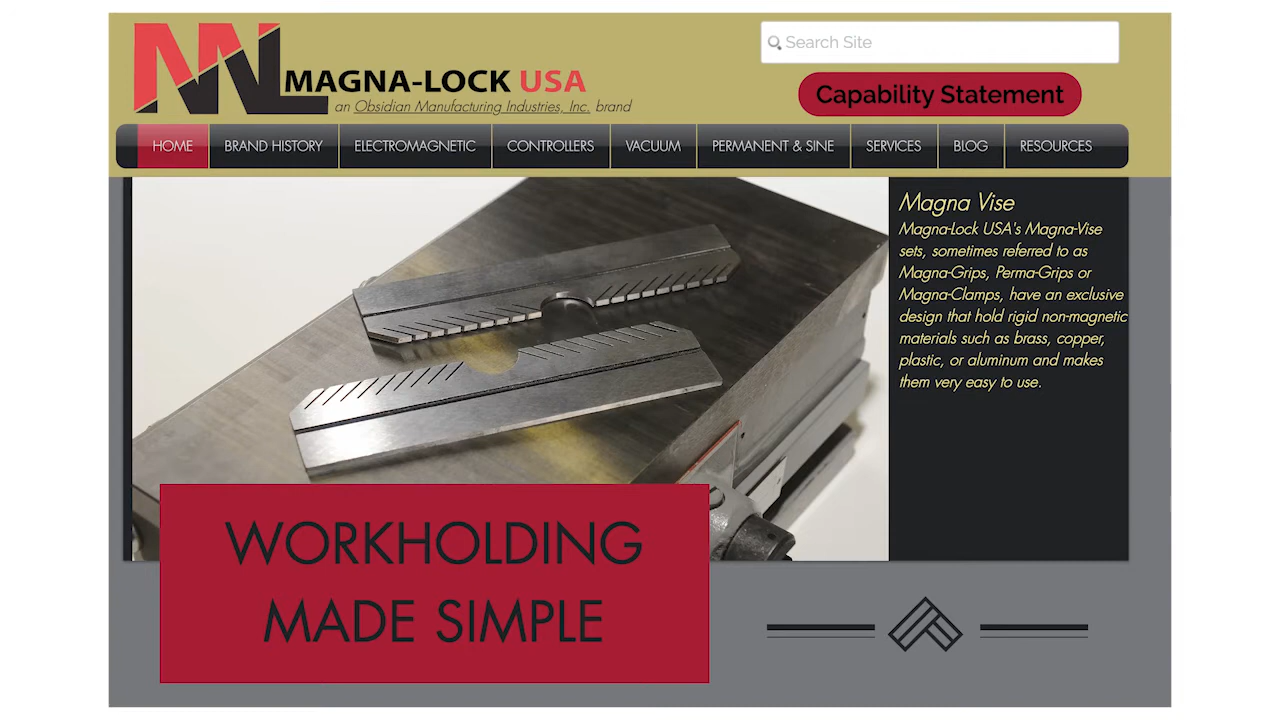 Search Site
MNL
MAGNA-LOCK USA
an Obsidian Manufacturing Industries, Inc. brand
Capability Statement
HOME BRAND HISTORY ELECTROMAGNETIC CONTROLLERS VACUUM PERMANENT & SINE SERVICES BLOG RESOURCES
Magna Vise
Magna-Lock USA's Magna-Vise
sets, sometimes referred to as
Magna-Grips, Perma-Grips or
Magna-Clamps, have an exclusive
design that hold rigid non-magnetic
materials such as brass, copper,
plastic, or aluminum and makes
them very easy to use.
WORKHOLDING
MADE SIMPLE